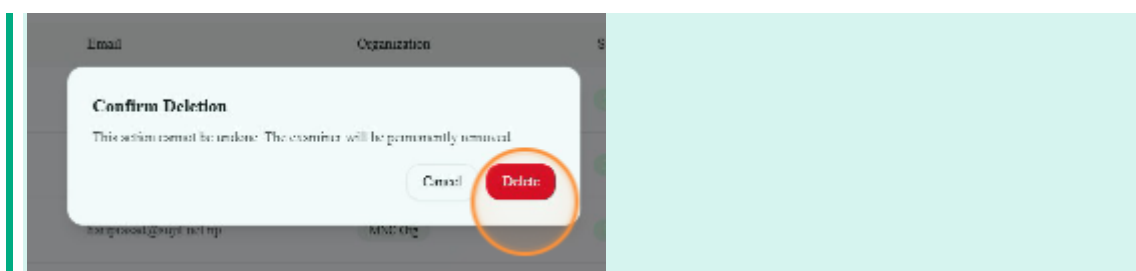 Email Organization S
Confirm Deletion
This action cannot be undone. The examiner will be permanently removed.
Cancel Delete
MNC Org